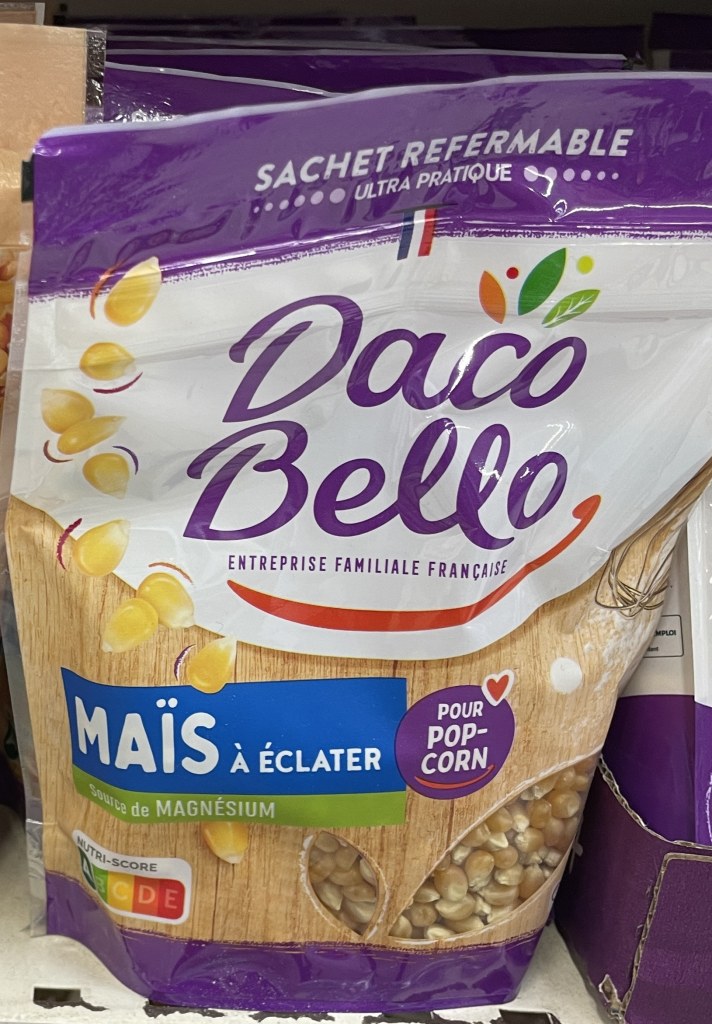 SACHET REFERMABLE
ULTRA PRATIQUE
Daco
Bello
ENTREPRISE FAMILIALE FRANÇAISE
MAÏS À ÉCLATER
POUR
POP-
CORN
Source de MAGNÉSIUM
NUTRI-SCORE
A B C D E